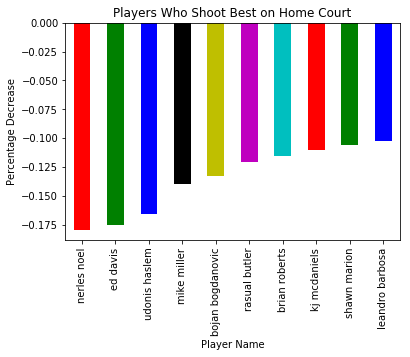 Players Who Shoot Best on Home Court
Percentage Decrease
0.000
−0.025
−0.050
−0.075
−0.100
−0.125
−0.150
−0.175
nerles noel
ed davis
udonis haslem
mike miller
bojan bogdanovic
rasual butler
brian roberts
kj mcdaniels
shawn marion
leandro barbosa
Player Name